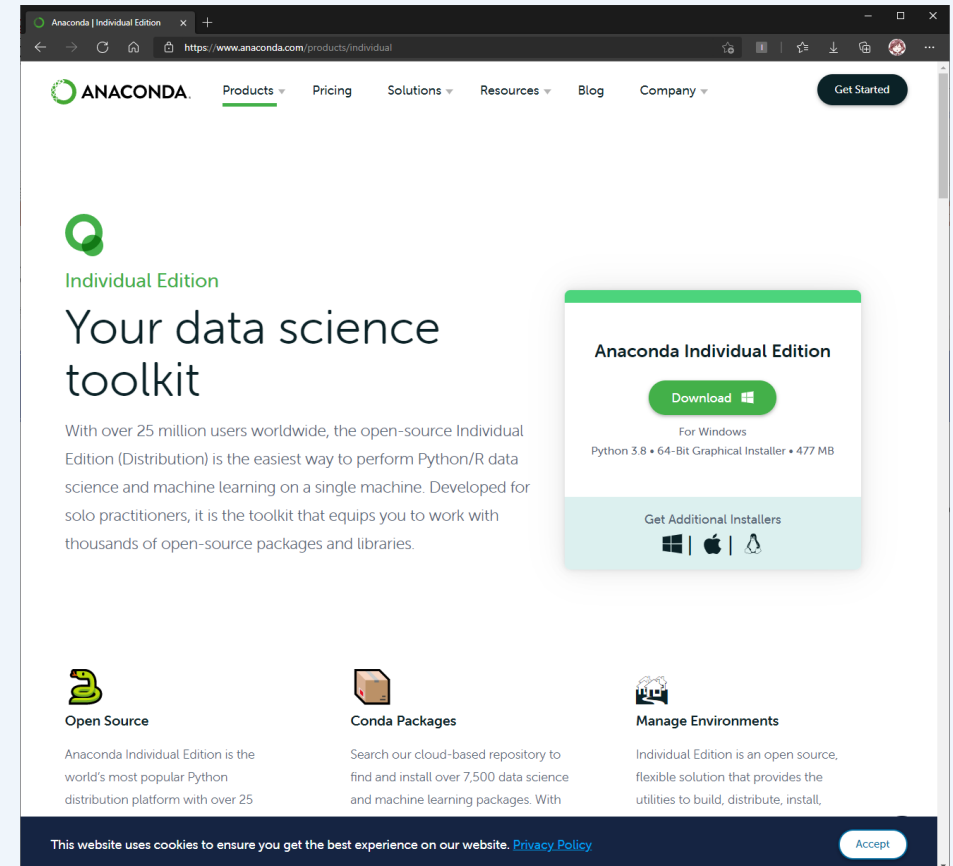 Anaconda | Individual Edition
https://www.anaconda.com/products/individual
ANACONDA.
Products
Pricing
Solutions
Resources
Blog
Company
Get Started
Individual Edition
Your data science
toolkit
With over 25 million users worldwide, the open-source Individual
Edition (Distribution) is the easiest way to perform Python/R data
science and machine learning on a single machine. Developed for
solo practitioners, it is the toolkit that equips you to work with
thousands of open-source packages and libraries.
Anaconda Individual Edition
Download
For Windows
Python 3.8 • 64-Bit Graphical Installer • 477 MB
Get Additional Installers
| |
Open Source
Anaconda Individual Edition is the
world's most popular Python
distribution platform with over 25
Conda Packages
Search our cloud-based repository to
find and install over 7,500 data science
and machine learning packages. With
Manage Environments
Individual Edition is an open source,
flexible solution that provides the
utilities to build, distribute, install,
This website uses cookies to ensure you get the best experience on our website. Privacy Policy
Accept